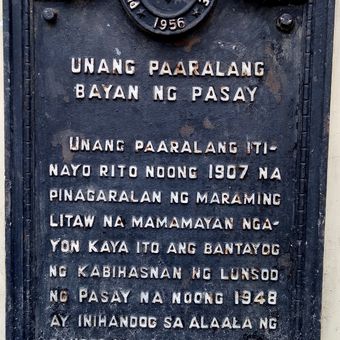 1956
UNANG PAARALANG
BAYAN NG PASAY
UNANG PAARALANG ITI-
NAYO RITO NOONG 1907 NA
PINAGARALAN NG MARAMING
LITAW NA MAMAMAYAN NGA-
YON KAYA ITO ANG BANTAYOG
NG KABIHASNAN NG LUNSOD
NG PASAY NA NOONG 1948
AY INIHANDOG SA ALAALA NG